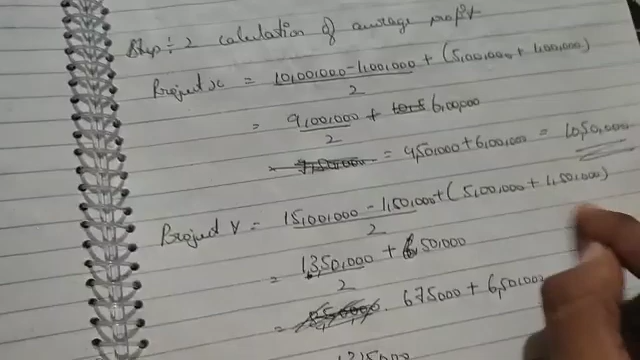 Step ÷ 2 calculation of average profit
Project x = 10,00,000 - 1,00,000 / 2 + (5,00,000 + 1,00,000)
= 9,00,000 / 2 + 6,00,000
= 4,50,000 + 6,00,000 = 10,50,000
Project Y = 15,00,000 - 1,50,000 / 2 + (5,00,000 + 1,50,000)
= 13,50,000 / 2 + 6,50,000
= 675000 + 6,50,000